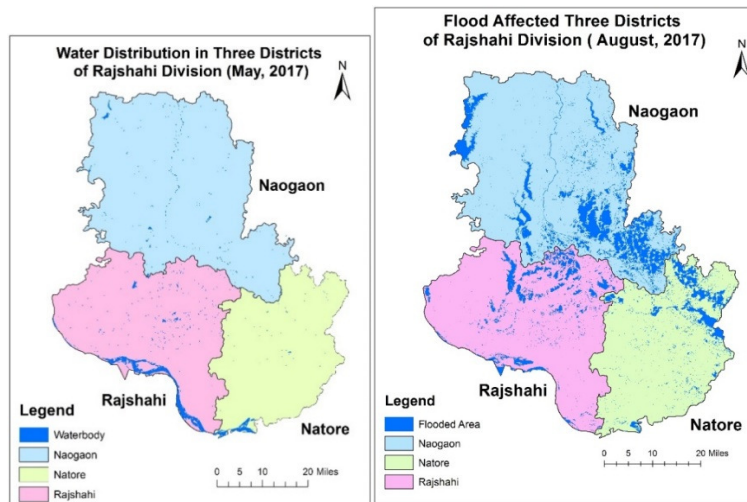 Water Distribution in Three Districts
of Rajshahi Division (May, 2017)
N
Naogaon
Rajshahi
Natore
Legend
Waterbody
Naogaon
Natore
Rajshahi
0 5 10 20 Miles
Flood Affected Three Districts
of Rajshahi Division ( August, 2017)
N
Naogaon
Rajshahi
Natore
Legend
Flooded Area
Naogaon
Natore
Rajshahi
0 5 10 20 Miles